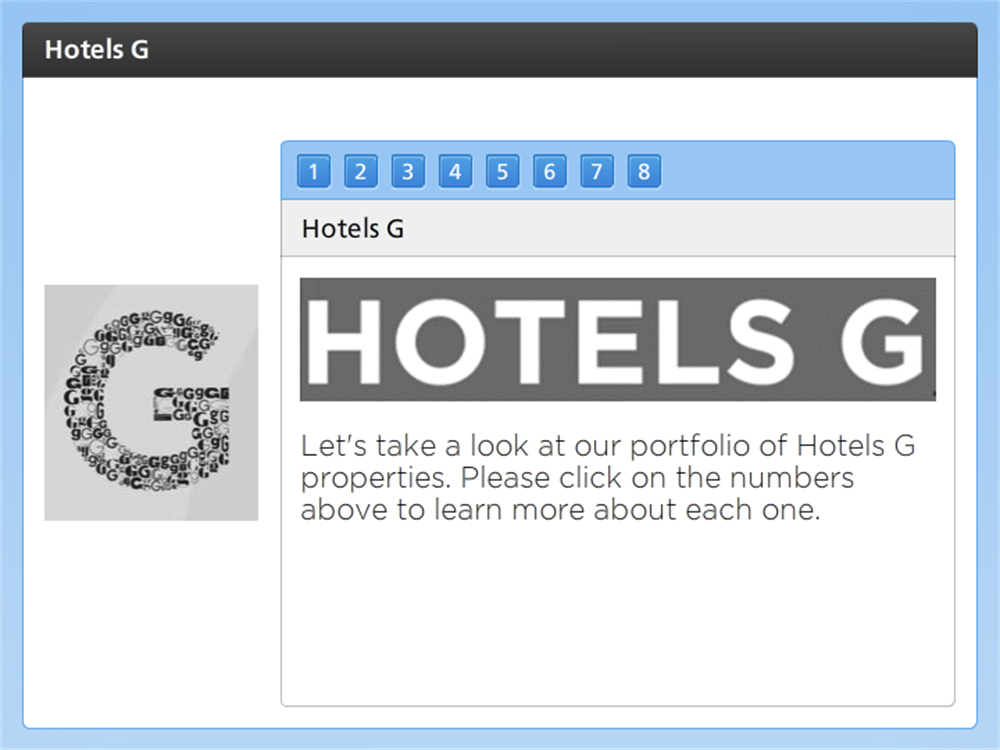 Hotels G
1 2 3 4 5 6 7 8
Hotels G
HOTELS G
Let's take a look at our portfolio of Hotels G
properties. Please click on the numbers
above to learn more about each one.